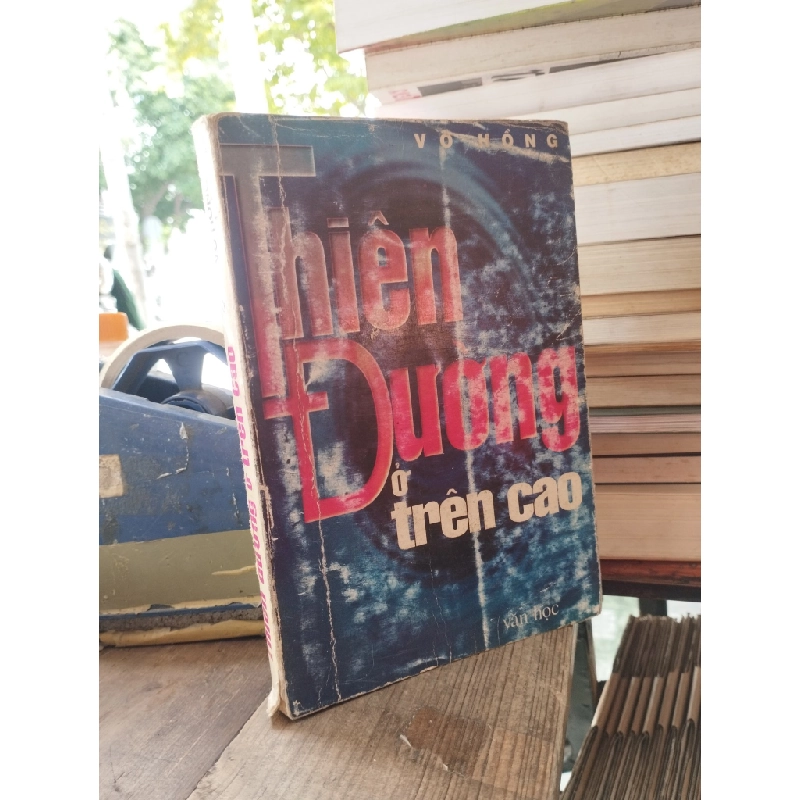 VÕ HỒNG
Thiên
Đường
ở
trên cao
văn học